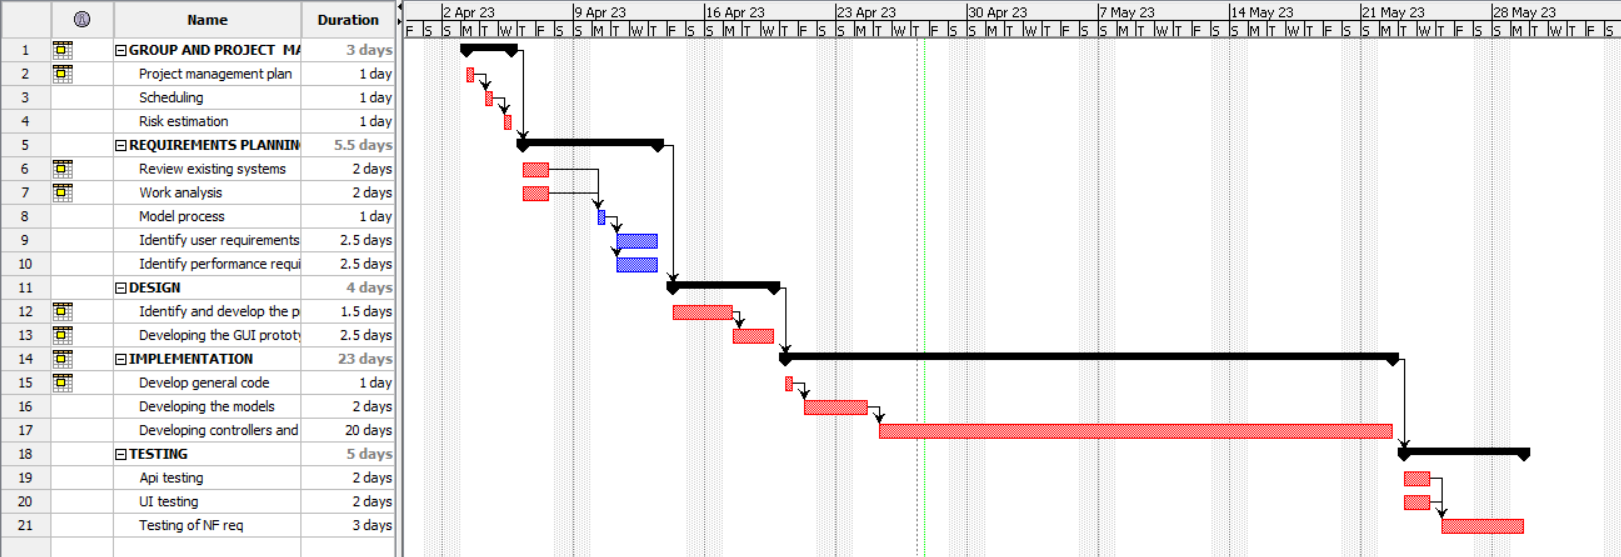 2 Apr 23 9 Apr 23 16 Apr 23 23 Apr 23 30 Apr 23 7 May 23 14 May 23 21 May 23 28 May 23
Name Duration
F S S M T W T F S S M T W T F S S M T W T F S S M T W T F S S M T W T F S S M T W T F S S M T W T F S S M T W T F S S M T W T F S
1 GROUP AND PROJECT MA 3 days
2 Project management plan 1 day
3 Scheduling 1 day
4 Risk estimation 1 day
5 REQUIREMENTS PLANNIN 5.5 days
6 Review existing systems 2 days
7 Work analysis 2 days
8 Model process 1 day
9 Identify user requirements 2.5 days
10 Identify performance requi 2.5 days
11 DESIGN 4 days
12 Identify and develop the p 1.5 days
13 Developing the GUI prototy 2.5 days
14 IMPLEMENTATION 23 days
15 Develop general code 1 day
16 Developing the models 2 days
17 Developing controllers and 20 days
18 TESTING 5 days
19 Api testing 2 days
20 UI testing 2 days
21 Testing of NF req 3 days